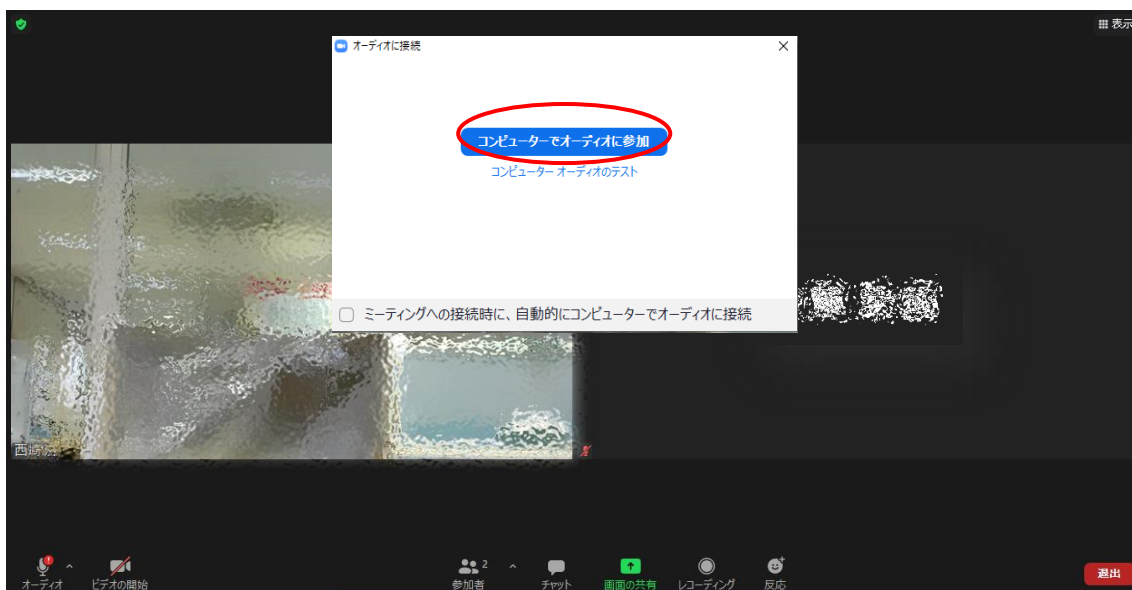 表示
オーディオに接続
コンピューターでオーディオに参加
コンピューター オーディオのテスト
ミーティングへの接続時に、自動的にコンピューターでオーディオに接続
オーディオ
ビデオの開始
2
参加者
チャット
画面の共有
レコーディング
反応
退出